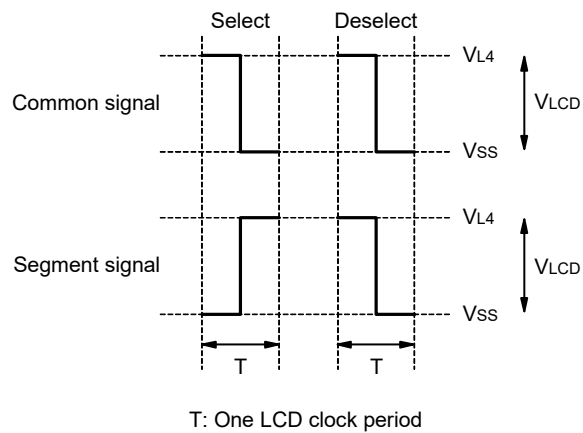 Select Deselect
VL4
Common signal
VLCD
VSS
VL4
Segment signal
VLCD
VSS
T T
T: One LCD clock period